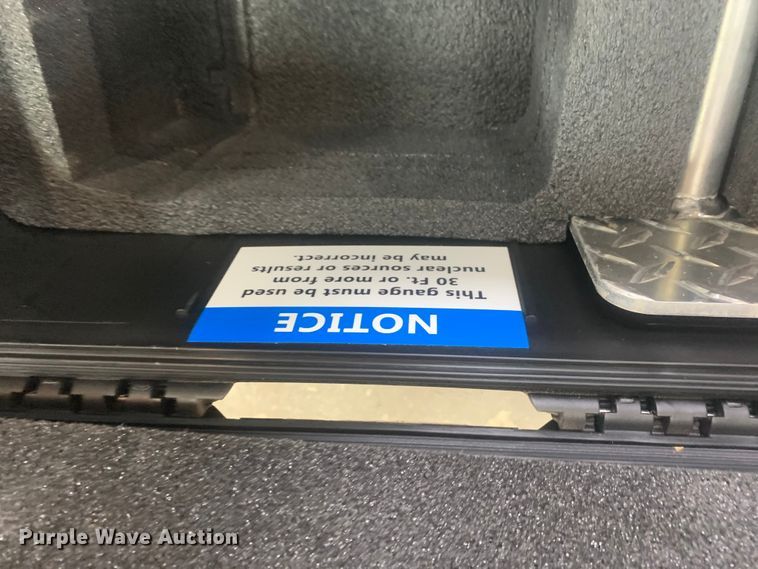 NOTICE
This gauge must be used
30 Ft. or more from
nuclear sources or results
may be incorrect.
Purple Wave Auction